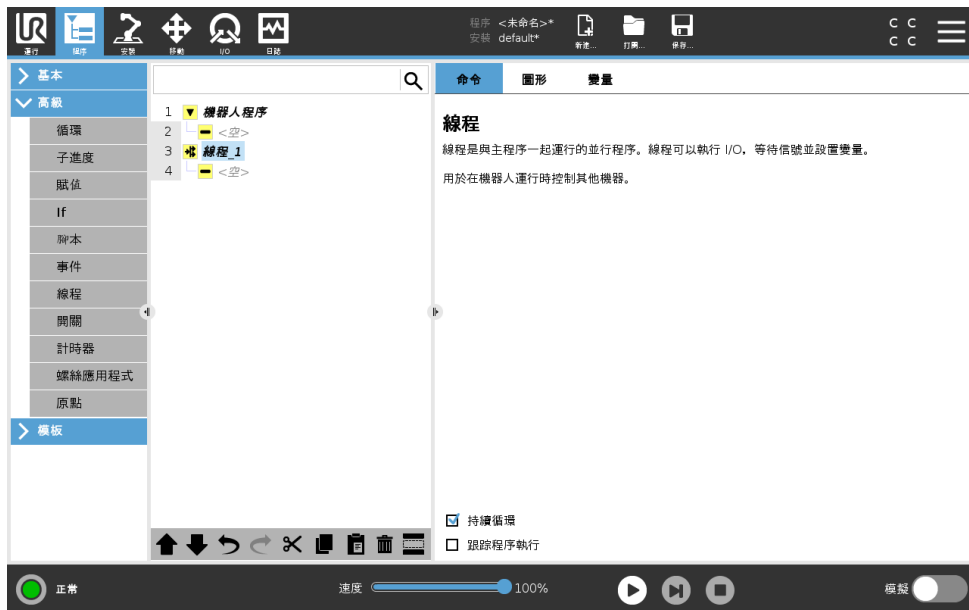 程序 <未命名>*
安装 default*
運行
程序
安裝
移動
I/O
日誌
新建...
打開...
保存...
C C
C C
基本
高級
循環
子進度
賦值
If
腳本
事件
線程
開關
計時器
螺絲應用程式
原點
模板
1 機器人程序
2 <空>
3 線程_1
4 <空>
命令 圖形 變量
線程
線程是與主程序一起運行的並行程序。線程可以執行 I/O，等待信號並設置變量。
用於在機器人運行時控制其他機器。
持續循環
跟踪程序執行
正常
速度
100%
模擬